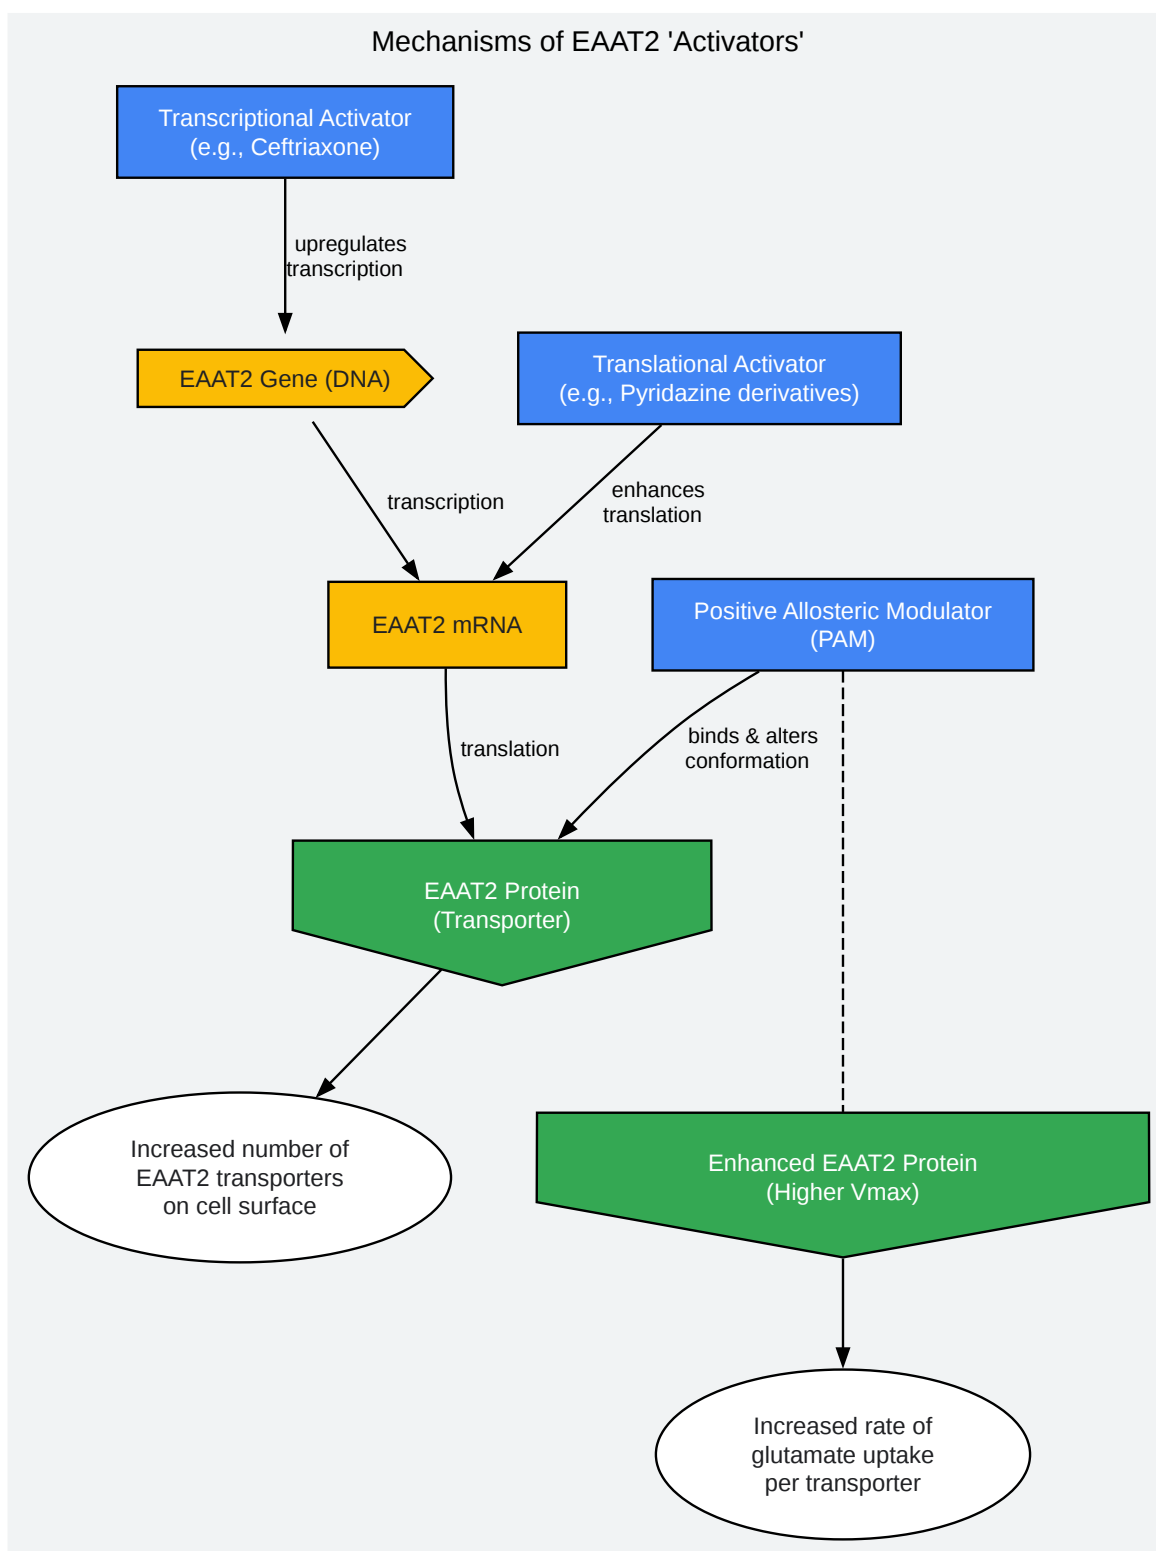 Mechanisms of EAAT2 'Activators'
Transcriptional Activator
(e.g., Ceftriaxone)
upregulates
transcription
EAAT2 Gene (DNA)
Translational Activator
(e.g., Pyridazine derivatives)
transcription
enhances
translation
EAAT2 mRNA
Positive Allosteric Modulator
(PAM)
translation
binds & alters
conformation
EAAT2 Protein
(Transporter)
Increased number of
EAAT2 transporters
on cell surface
Enhanced EAAT2 Protein
(Higher Vmax)
Increased rate of
glutamate uptake
per transporter